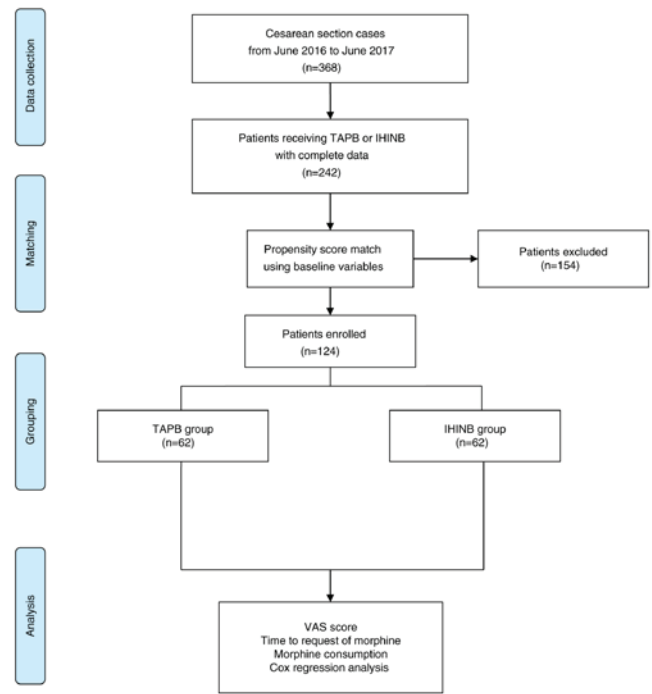 Data collection
Cesarean section cases
from June 2016 to June 2017
(n=368)
Patients receiving TAPB or IHINB
with complete data
(n=242)
Matching
Propensity score match
using baseline variables
Patients excluded
(n=154)
Patients enrolled
(n=124)
Grouping
TAPB group
(n=62)
IHINB group
(n=62)
Analysis
VAS score
Time to request of morphine
Morphine consumption
Cox regression analysis